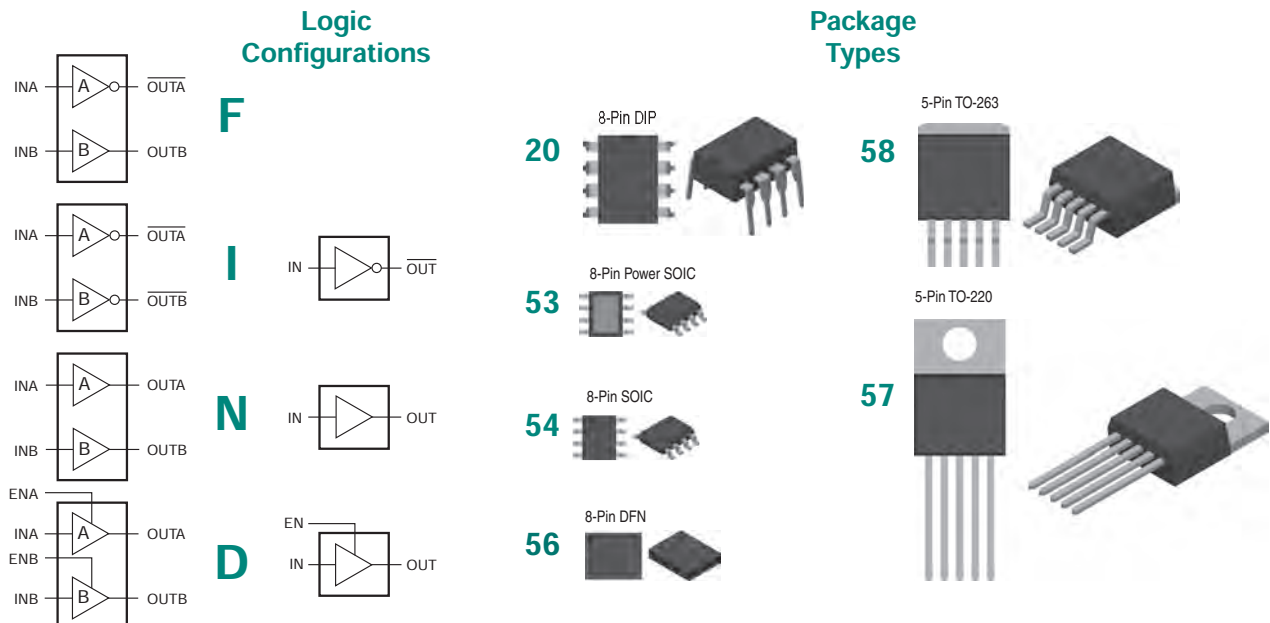 Logic
Configurations
INA
A
OUTA
INB
B
OUTB
F
INA
A
OUTA
INB
B
OUTB
I
IN
OUT
INA
A
OUTA
INB
B
OUTB
N
IN
OUT
ENA
INA
A
OUTA
ENB
INB
B
OUTB
D
EN
IN
OUT
Package
Types
20
8-Pin DIP
53
8-Pin Power SOIC
54
8-Pin SOIC
56
8-Pin DFN
58
5-Pin TO-263
57
5-Pin TO-220